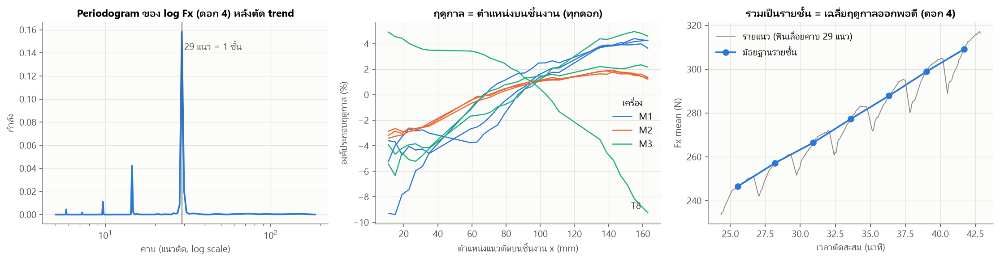 Periodogram ของ log Fx (ดอก 4) หลังตัด trend
0.16
0.14
0.12
0.10
0.08
0.06
0.04
0.02
0.00
กำลัง
29 แนว = 1 ชั้น
10¹
10²
คาบ (แนวตัด, log scale)
ฤดูกาล = ตำแหน่งบนชิ้นงาน (ทุกดอก)
4
2
0
−2
−4
−6
−8
−10
องค์ประกอบฤดูกาล (%)
เครื่อง
M1
M2
M3
T8
20
40
60
80
100
120
140
160
ตำแหน่งแนวตัดบนชิ้นงาน x (mm)
รวมเป็นรายชั้น = เฉลี่ยฤดูกาลออกพอดี (ดอก 4)
320
300
280
260
240
Fx mean (N)
รายแนว (ฟันเลื่อยคาบ 29 แนว)
มัธยฐานรายชั้น
25.0
27.5
30.0
32.5
35.0
37.5
40.0
42.5
เวลาตัดสะสม (นาที)